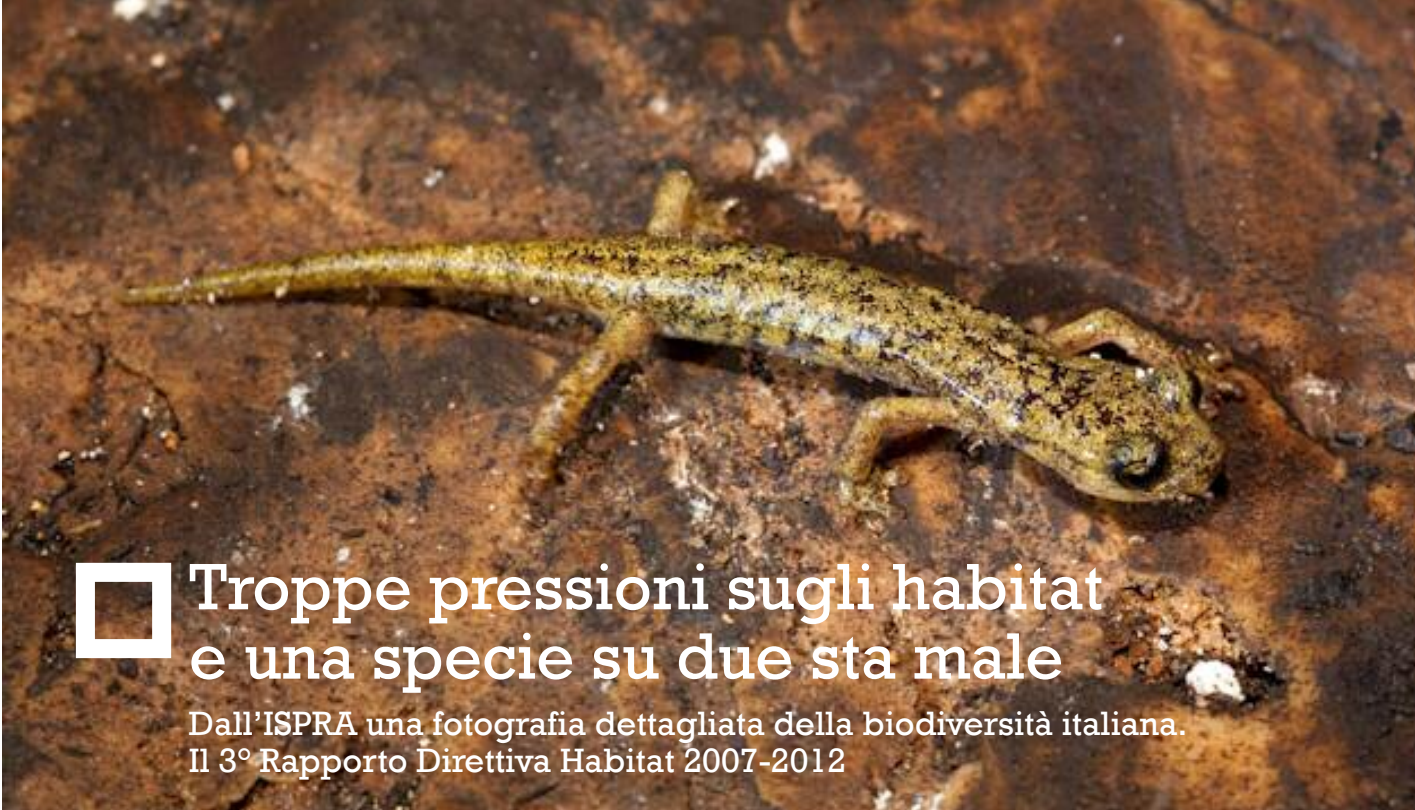 Troppe pressioni sugli habitat
e una specie su due sta male
Dall’ISPRA una fotografia dettagliata della biodiversità italiana.
Il 3° Rapporto Direttiva Habitat 2007-2012